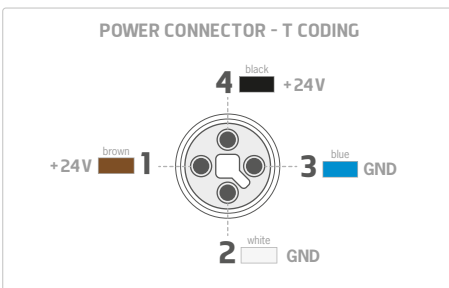 POWER CONNECTOR - T CODING
black
4 +24V
brown
+24V 1
blue
3 GND
white
2 GND